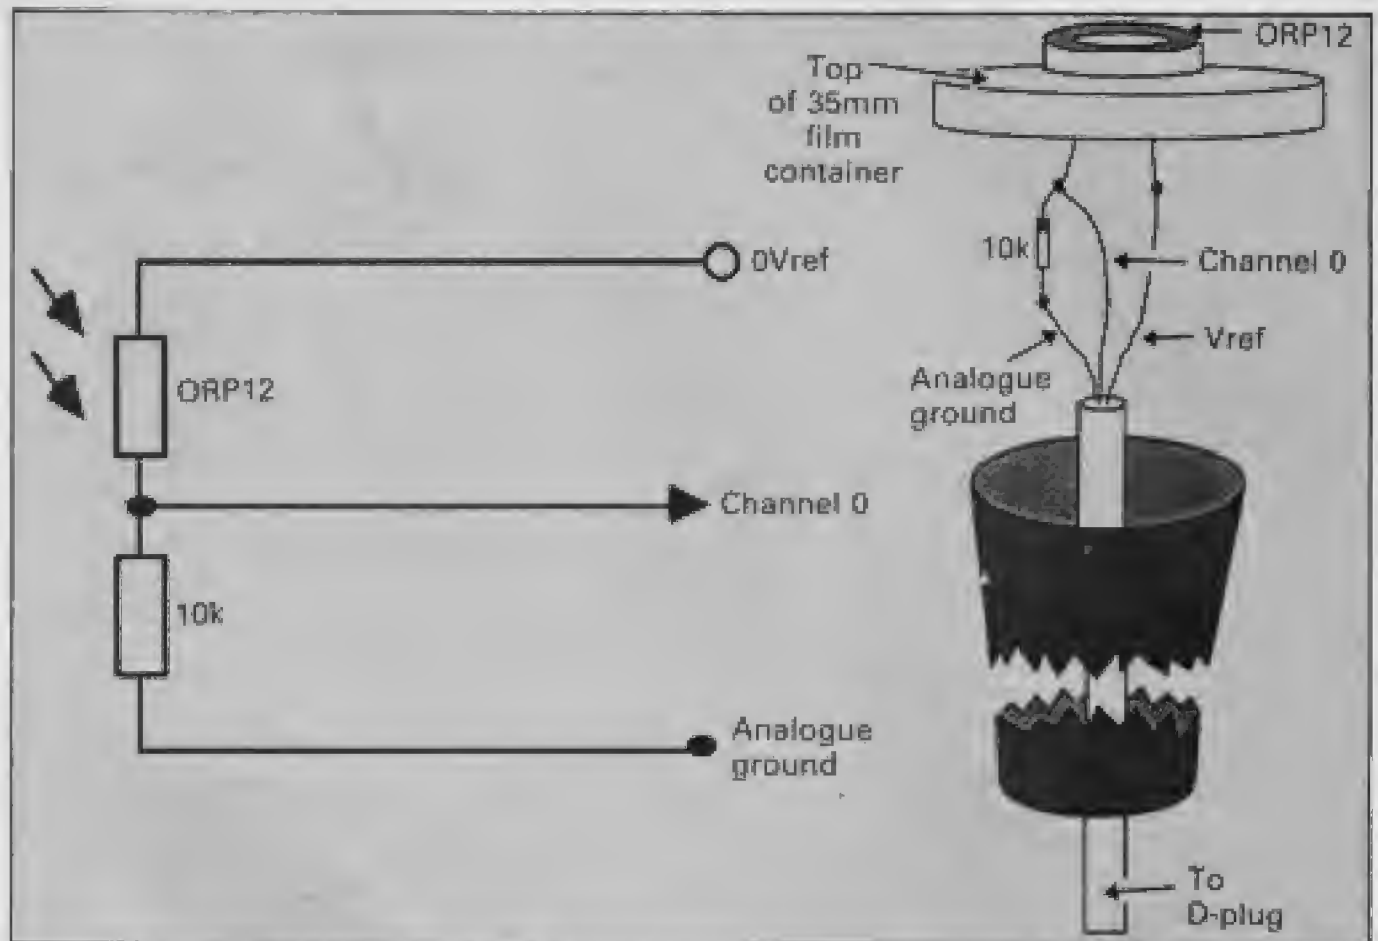 ORP12
Top
of 35mm
film
container
10k
Channel 0
Vref
Analogue
ground
To
D-plug
0Vref
ORP12
Channel 0
10k
Analogue
ground